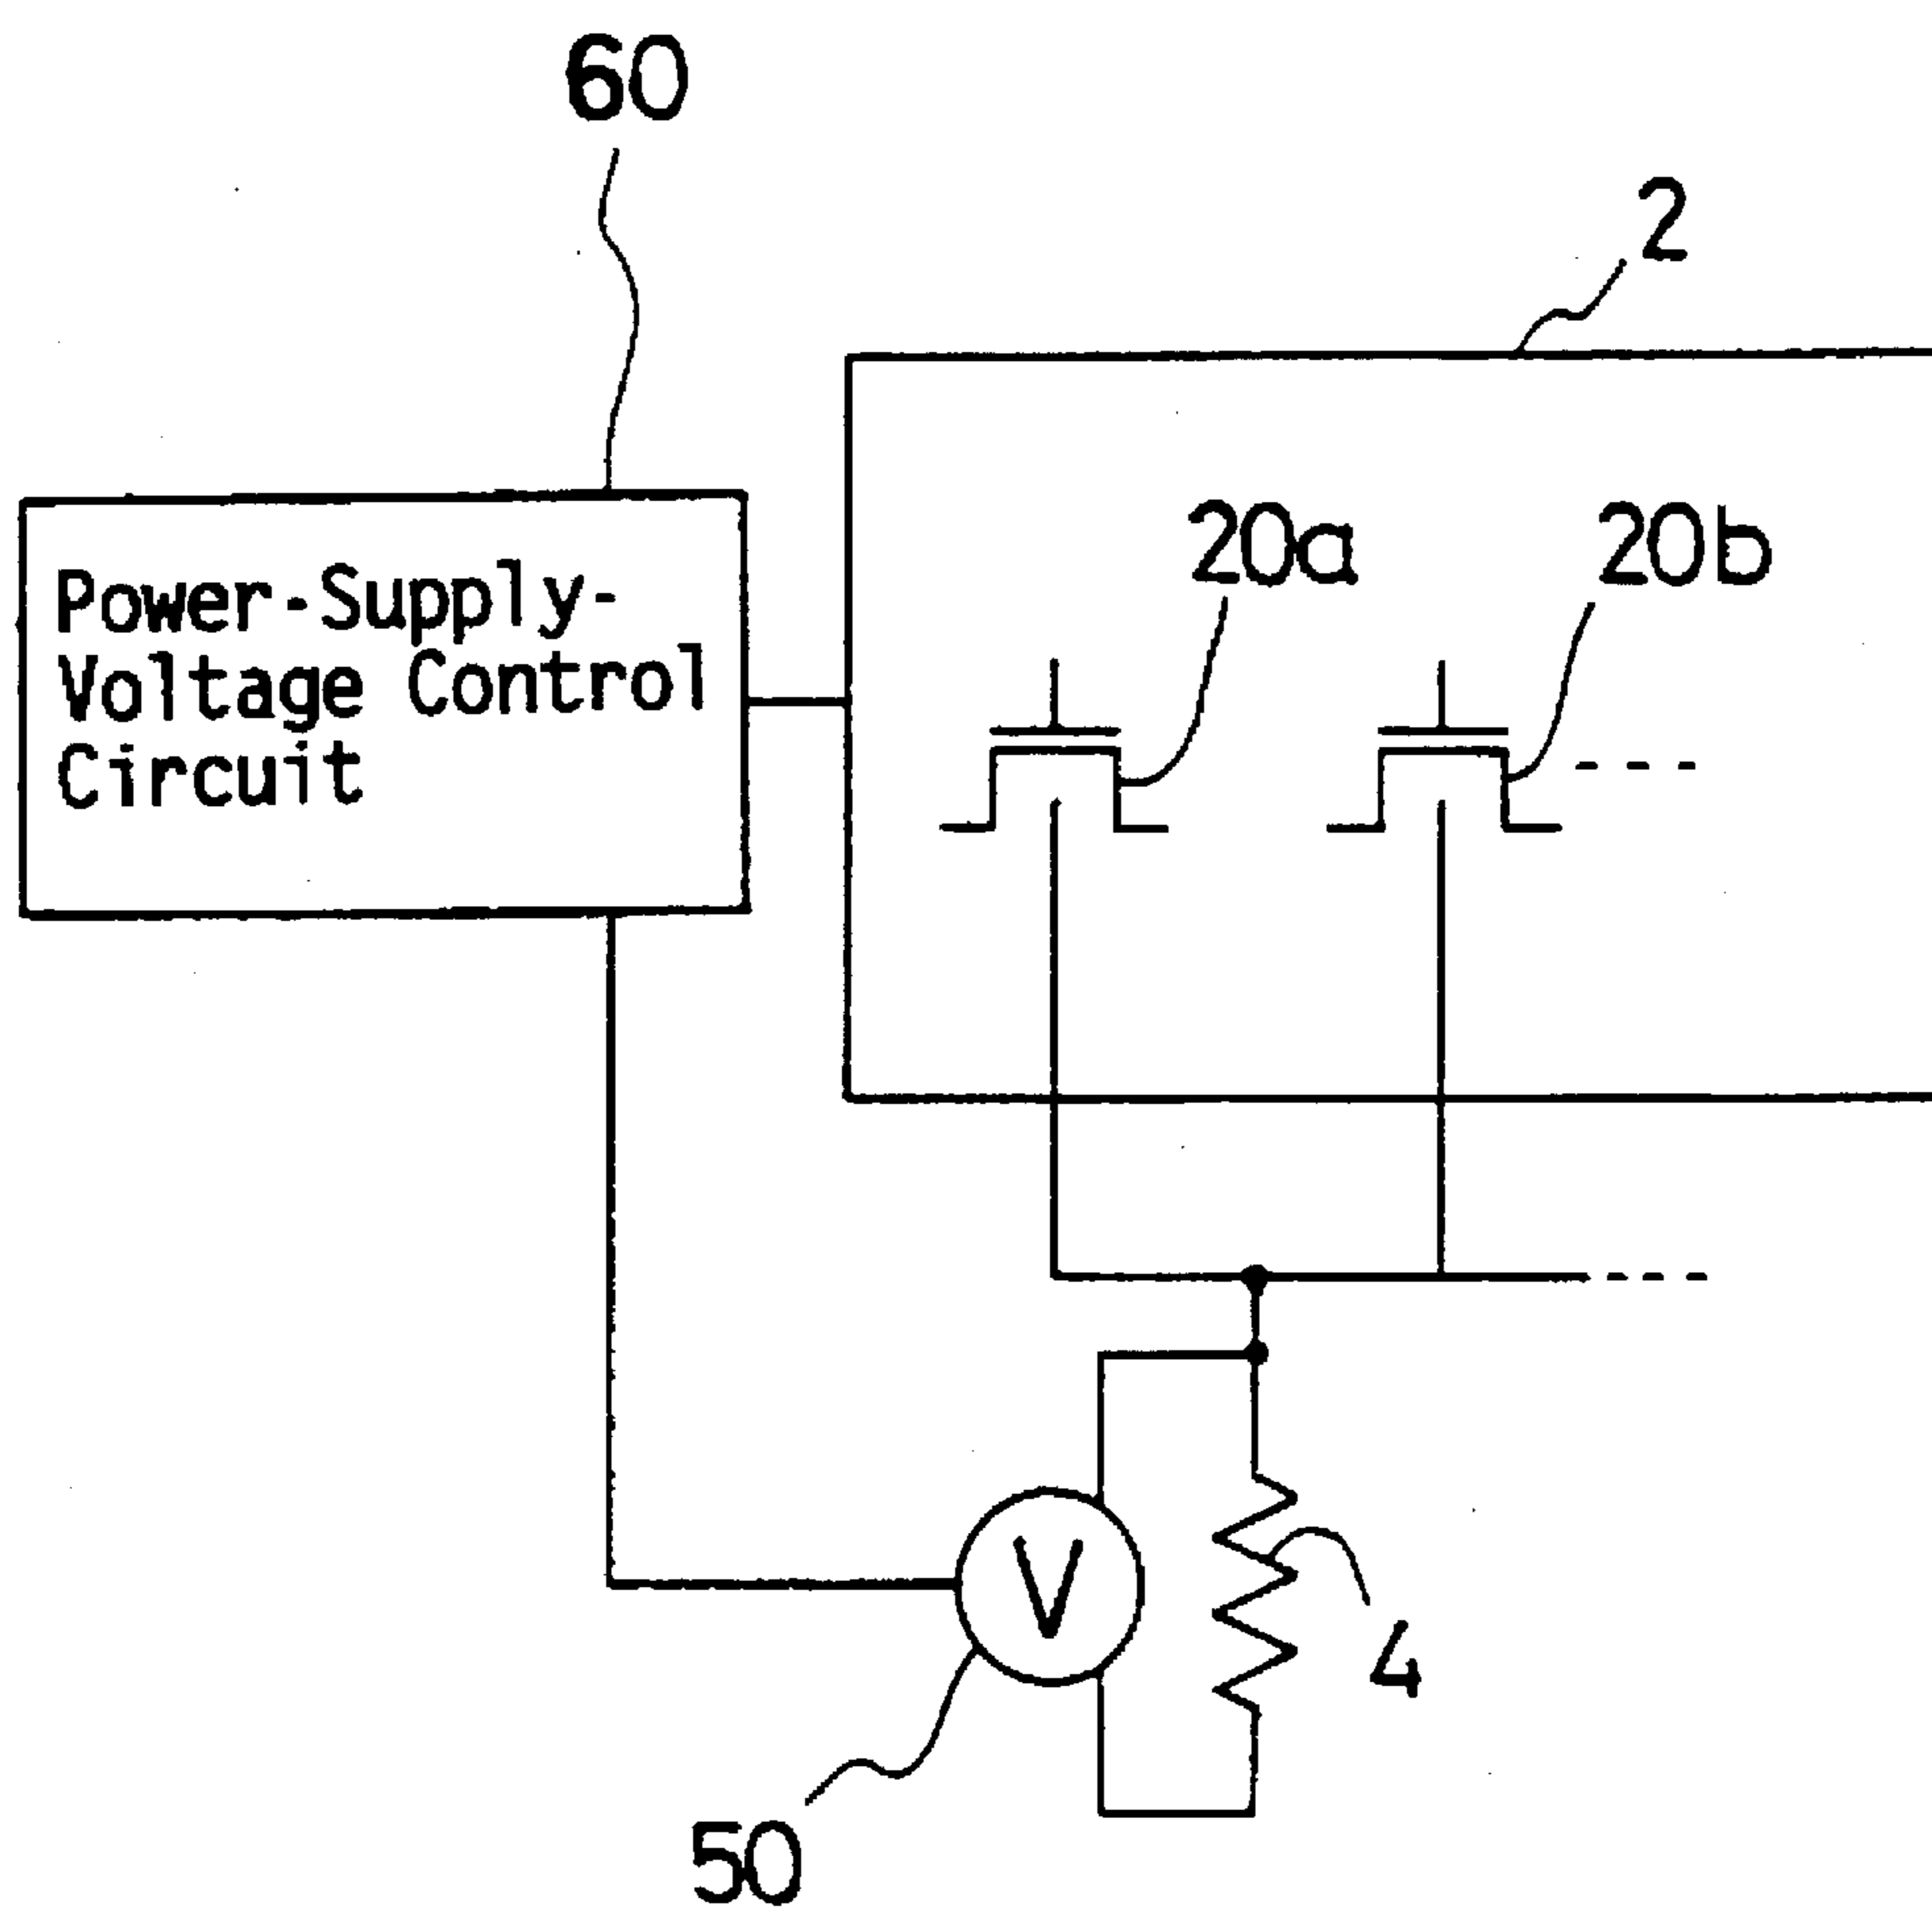 60
2
20a
20b
Power-Supply-
Voltage Control
Circuit
V
4
50